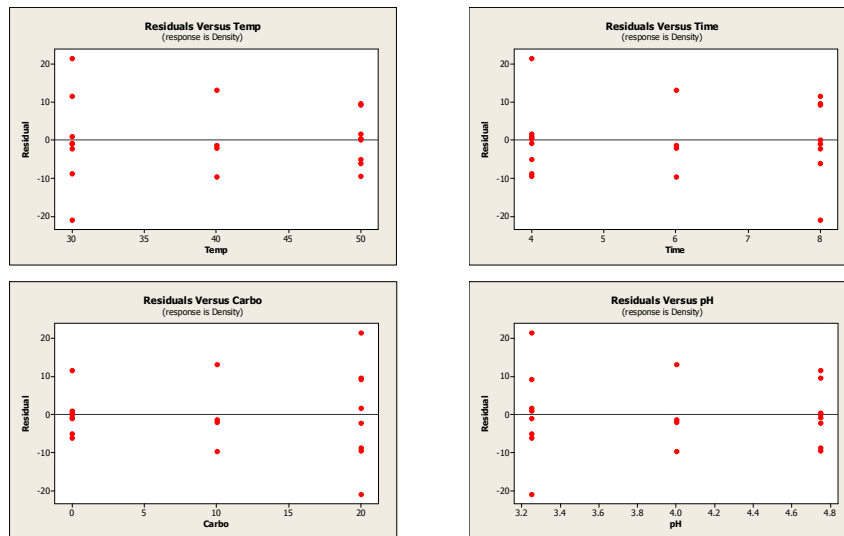 Residuals Versus Temp
(response is Density)
20
10
0
-10
-20
Residual
30 35 40 45 50
Temp
Residuals Versus Time
(response is Density)
20
10
0
-10
-20
Residual
4 5 6 7 8
Time
Residuals Versus Carbo
(response is Density)
20
10
0
-10
-20
Residual
0 5 10 15 20
Carbo
Residuals Versus pH
(response is Density)
20
10
0
-10
-20
Residual
3.2 3.4 3.6 3.8 4.0 4.2 4.4 4.6 4.8
pH